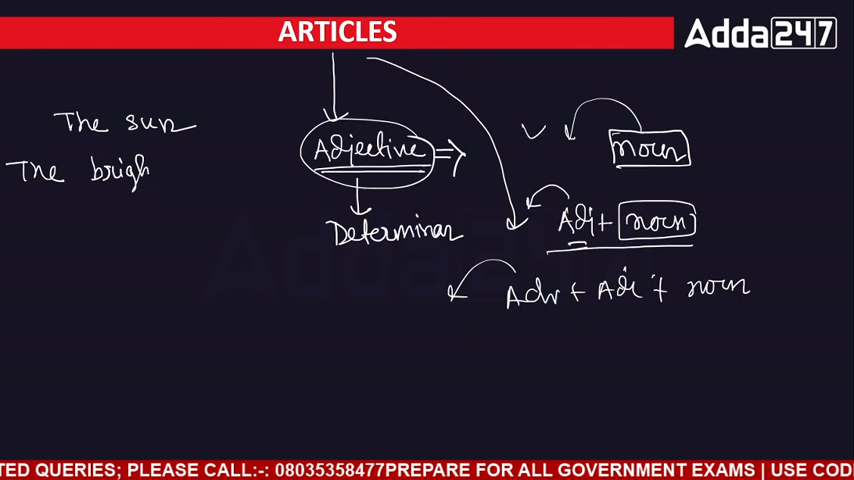 ARTICLES
Adda247
The sun
The brigh
Adjective ⇒
noun
Determinar
Adj + noun
Adv + Adj + noun
TED QUERIES; PLEASE CALL:-: 08035358477PREPARE FOR ALL GOVERNMENT EXAMS | USE COD